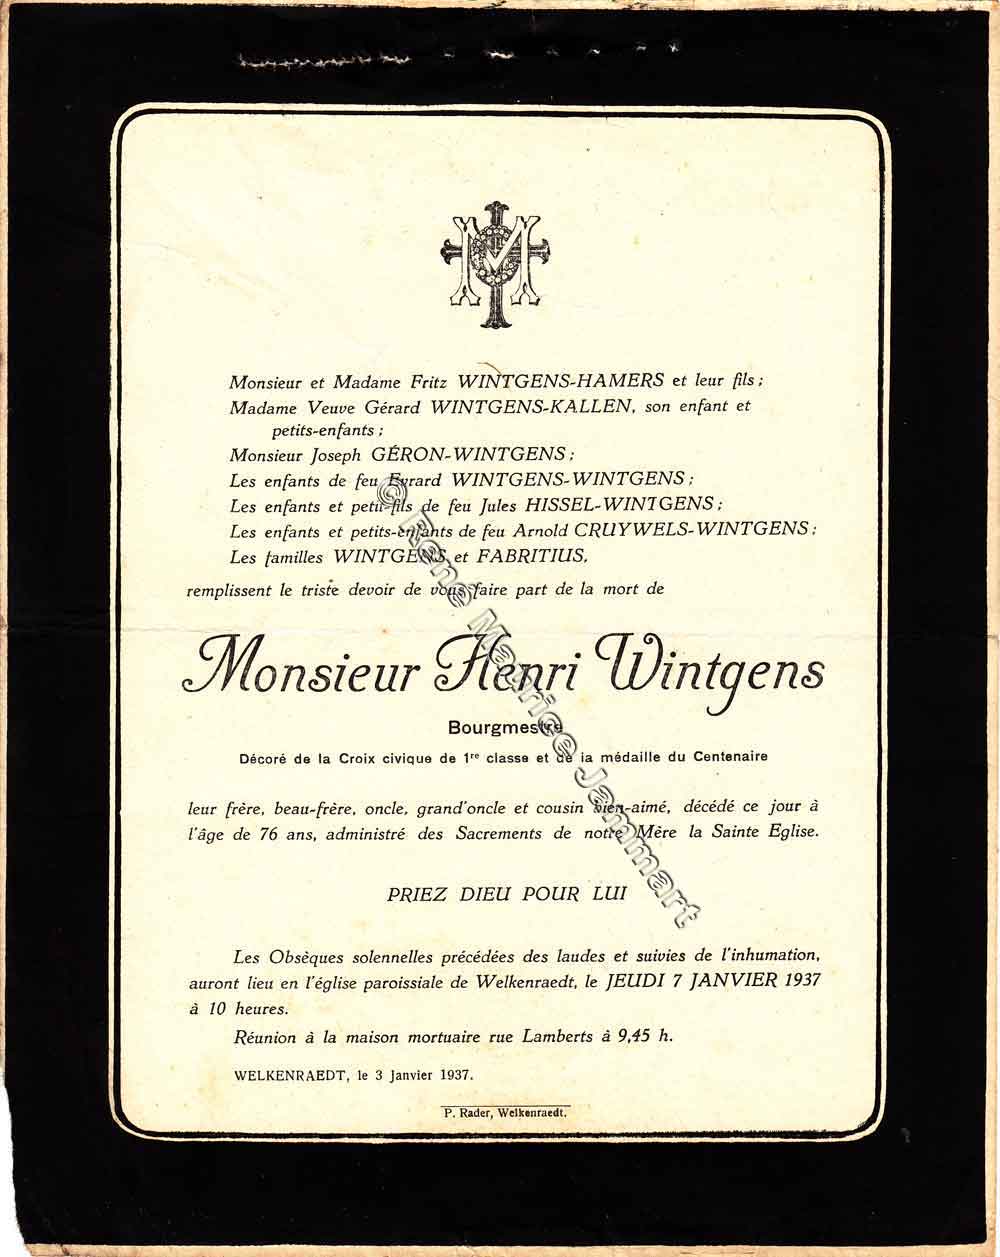 Monsieur et Madame Fritz WINTGENS-HAMERS et leur fils ;
Madame Veuve Gérard WINTGENS-KALLEN, son enfant et
petits-enfants ;
Monsieur Joseph GÉRON-WINTGENS ;
Les enfants de feu Evrard WINTGENS-WINTGENS ;
Les enfants et petit-fils de feu Jules HISSEL-WINTGENS ;
Les enfants et petits-enfants de feu Arnold CRUYWELS-WINTGENS ;
Les familles WINTGENS et FABRITIUS,
remplissent le triste devoir de vous faire part de la mort de
Monsieur Henri Wintgens
Bourgmestre
Décoré de la Croix civique de 1re classe et de la médaille du Centenaire
leur frère, beau-frère, oncle, grand'oncle et cousin bien-aimé, décédé ce jour à
l'âge de 76 ans, administré des Sacrements de notre Mère la Sainte Eglise.
PRIEZ DIEU POUR LUI
Les Obsèques solennelles précédées des laudes et suivies de l'inhumation,
auront lieu en l'église paroissiale de Welkenraedt, le JEUDI 7 JANVIER 1937
à 10 heures.
Réunion à la maison mortuaire rue Lamberts à 9,45 h.
WELKENRAEDT, le 3 Janvier 1937.
P. Rader, Welkenraedt.
© René Maurice Jammart